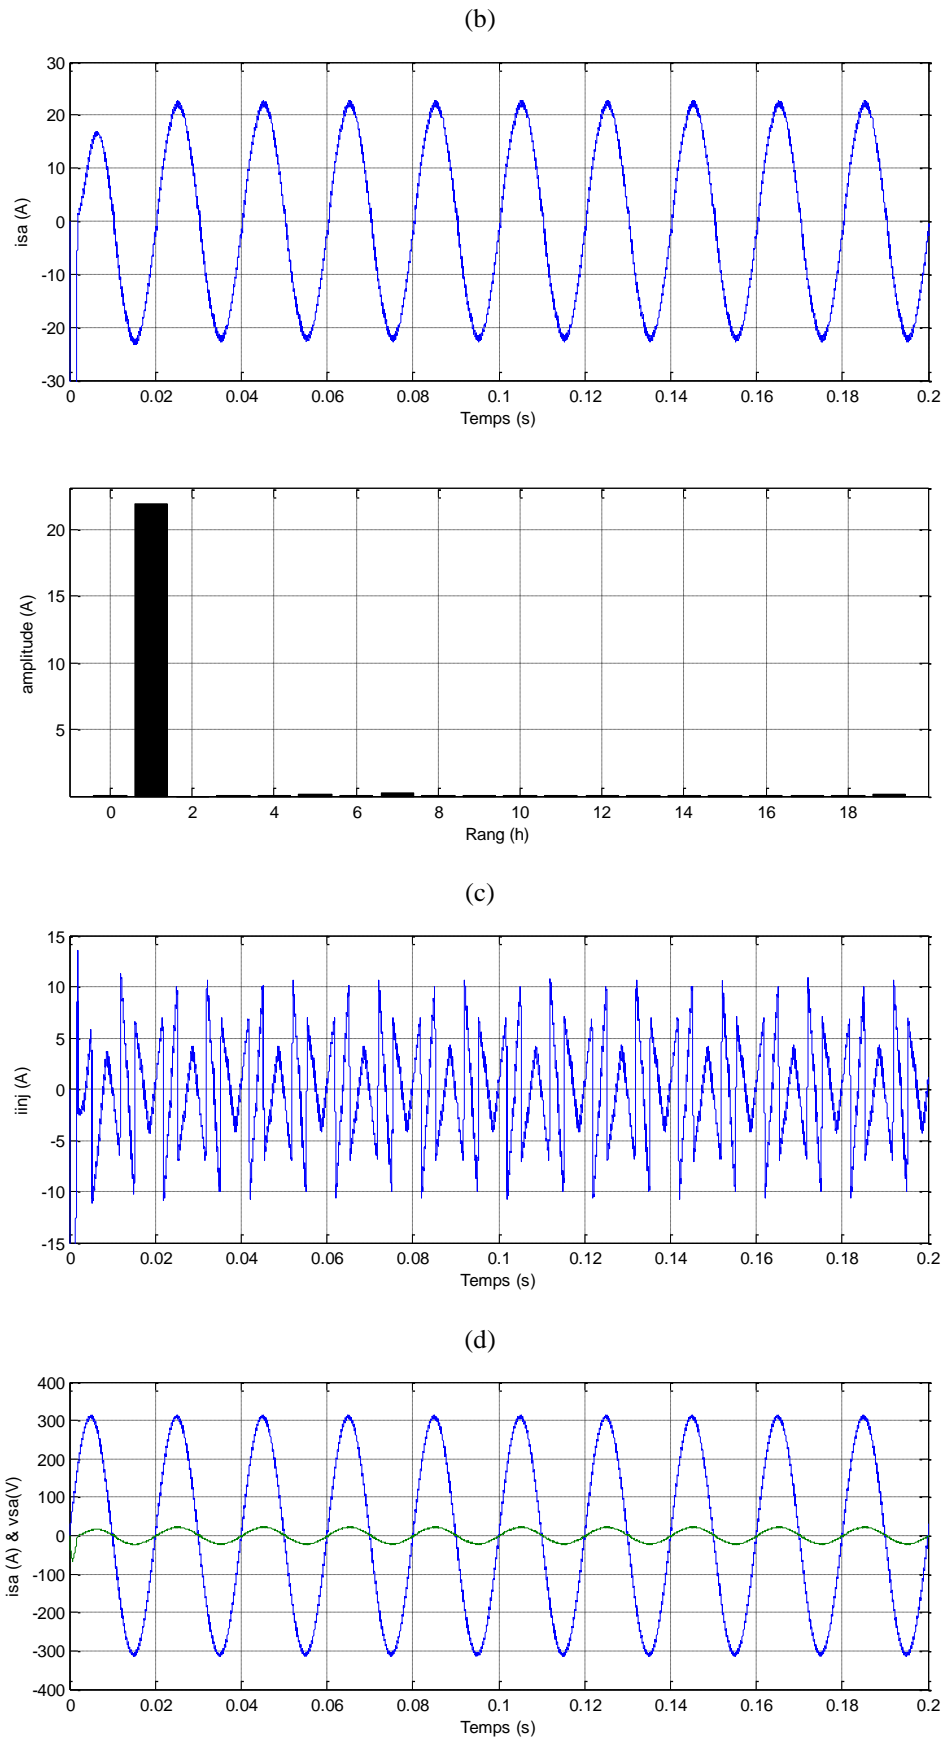 (b)
30
20
10
0
-10
-20
-30
isa (A)
0 0.02 0.04 0.06 0.08 0.1 0.12 0.14 0.16 0.18 0.2
Temps (s)
20
15
10
5
amplitude (A)
0 2 4 6 8 10 12 14 16 18
Rang (h)
(c)
15
10
5
0
-5
-10
-15
iinj (A)
0 0.02 0.04 0.06 0.08 0.1 0.12 0.14 0.16 0.18 0.2
Temps (s)
(d)
400
300
200
100
0
-100
-200
-300
-400
isa (A) & vsa(V)
0 0.02 0.04 0.06 0.08 0.1 0.12 0.14 0.16 0.18 0.2
Temps (s)